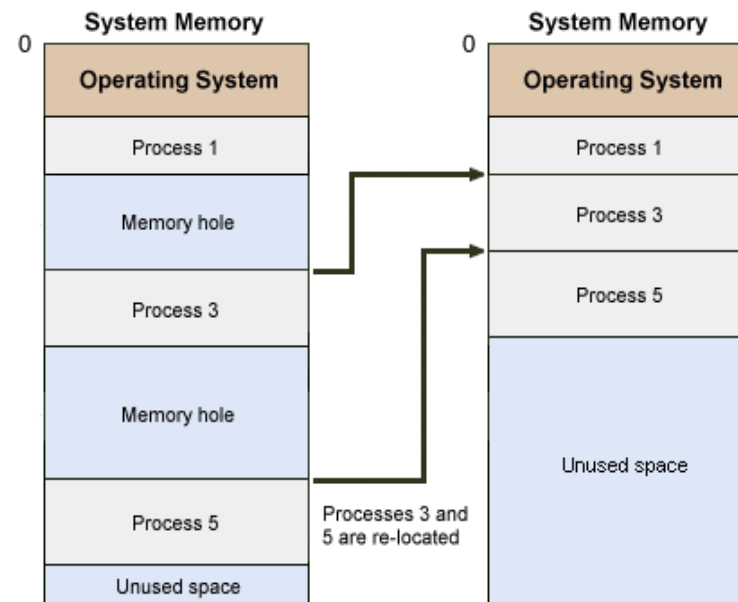 System Memory
0
Operating System
Process 1
Memory hole
Process 3
Memory hole
Process 5
Unused space
Processes 3 and
5 are re-located
System Memory
0
Operating System
Process 1
Process 3
Process 5
Unused space